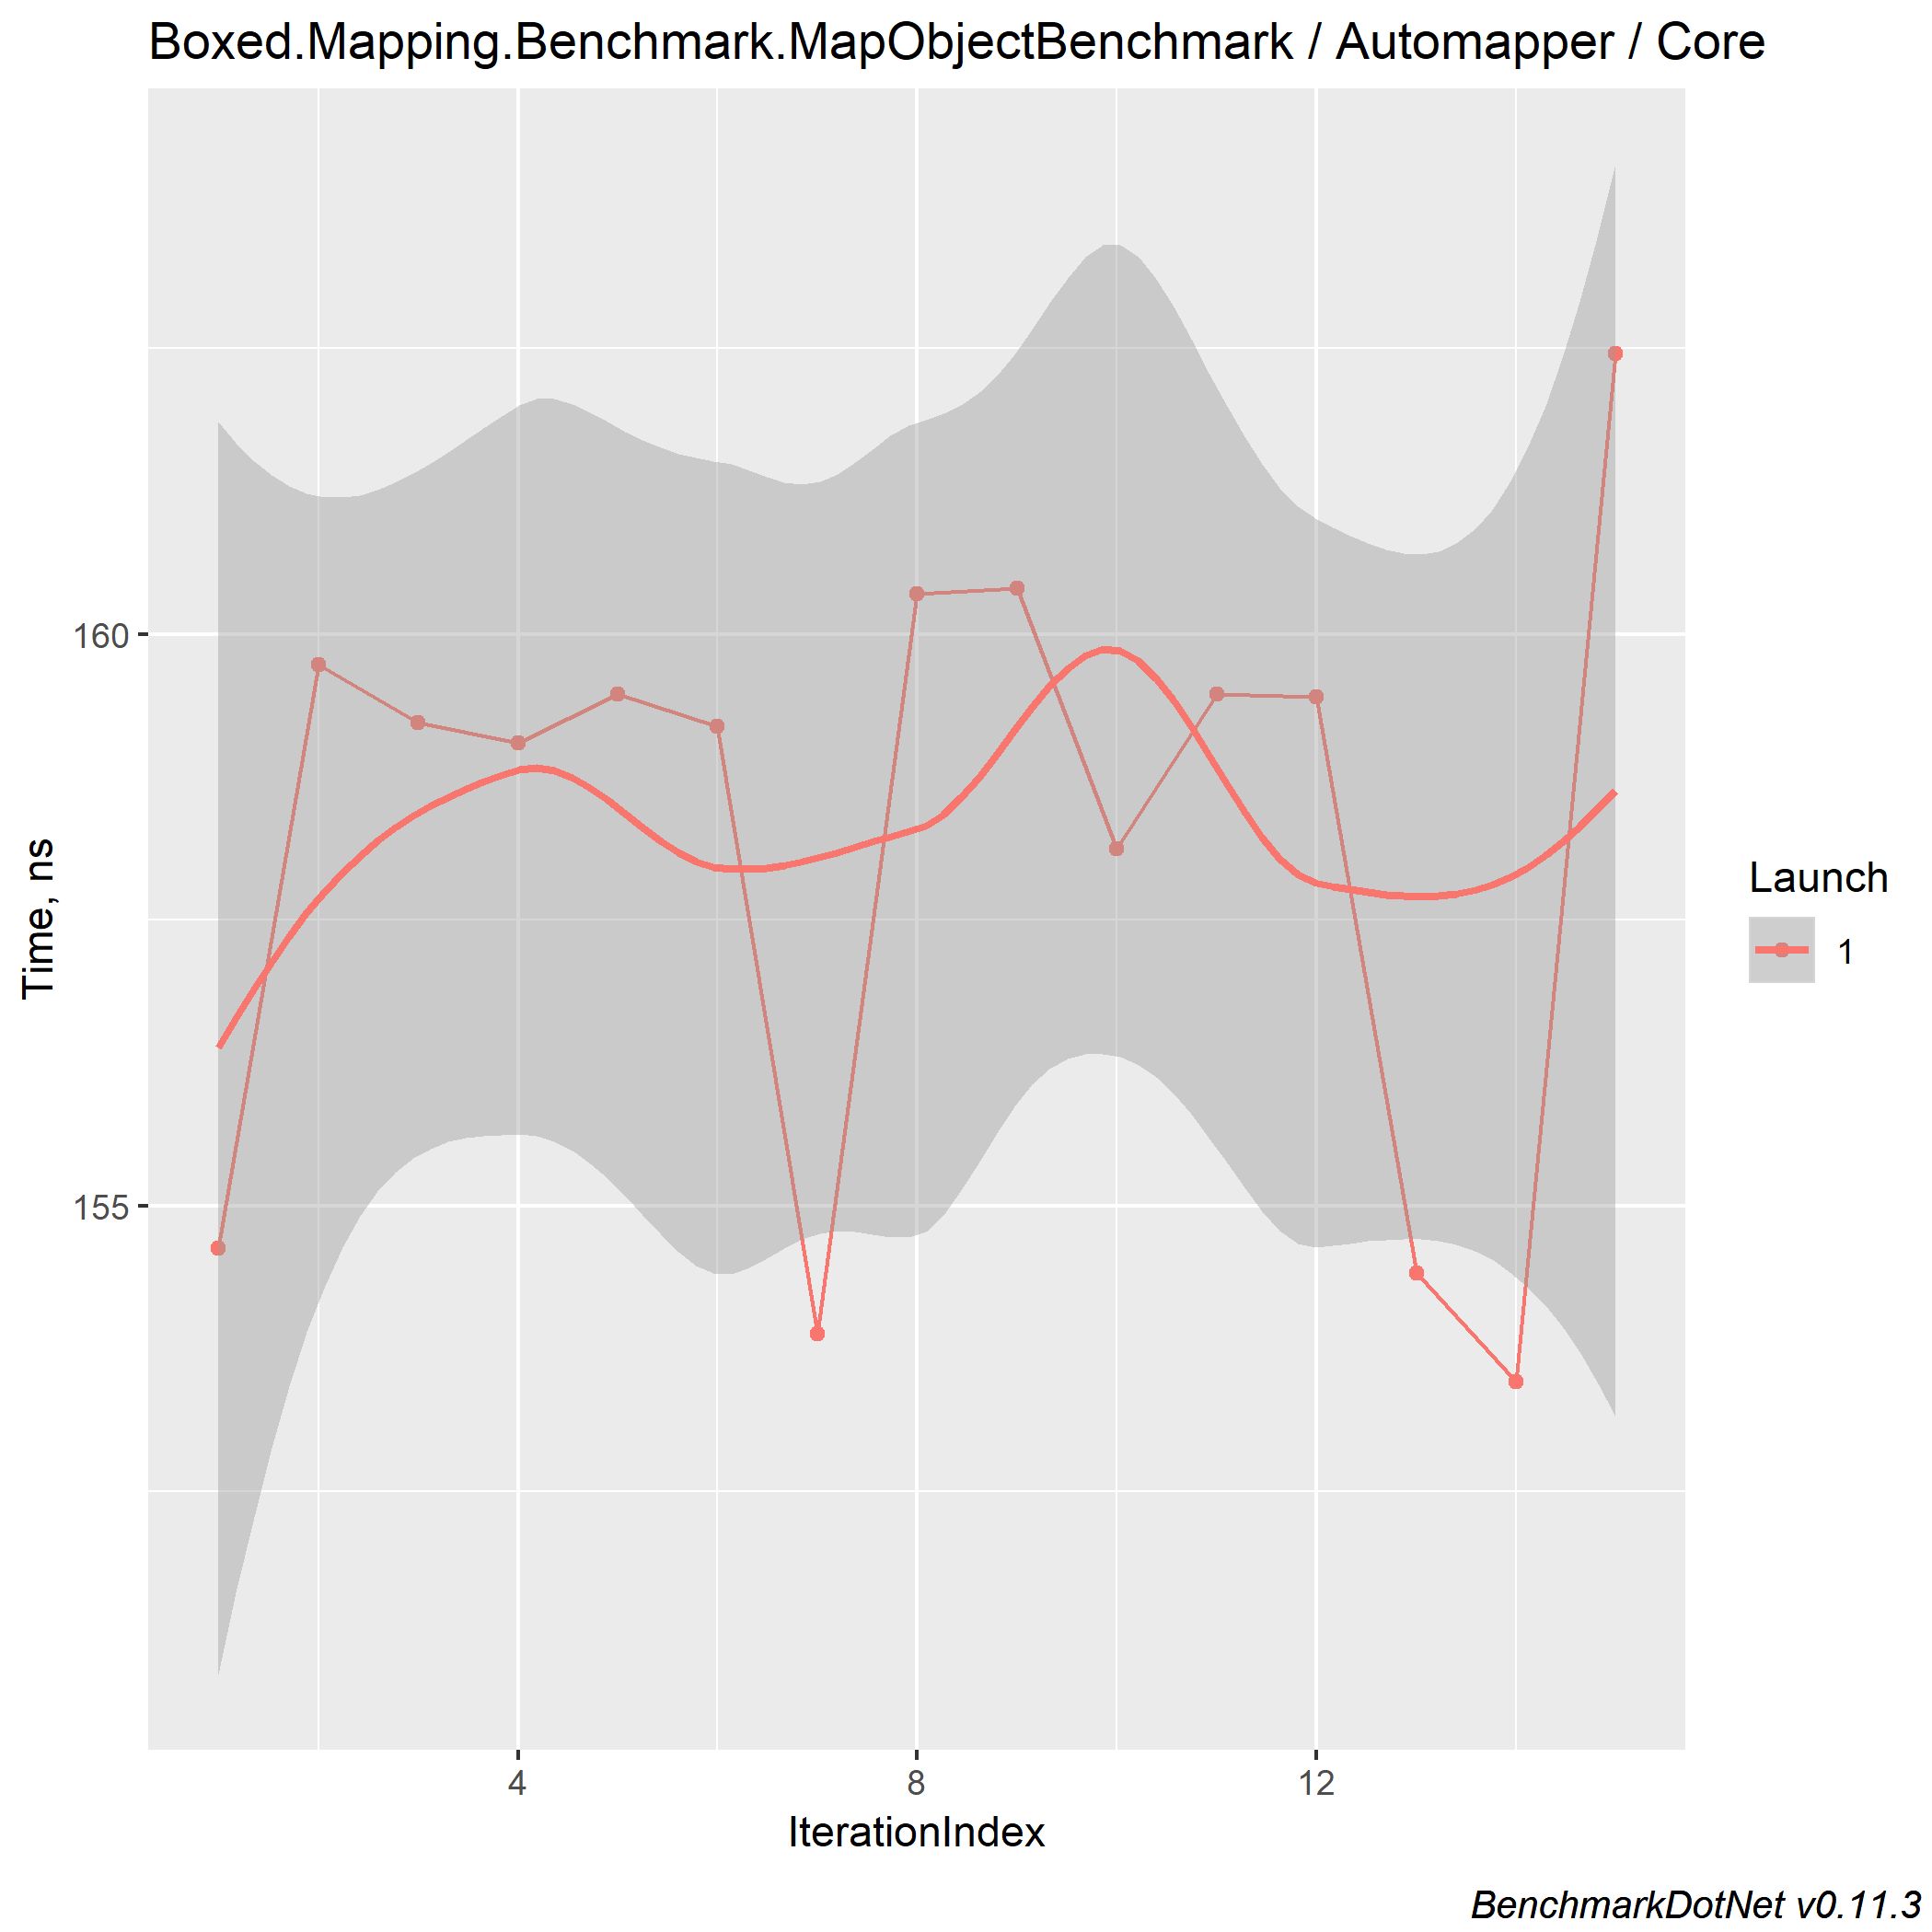 Boxed.Mapping.Benchmark.MapObjectBenchmark / Automapper / Core
160
155
Time, ns
4 8 12
IterationIndex
Launch
1
BenchmarkDotNet v0.11.3